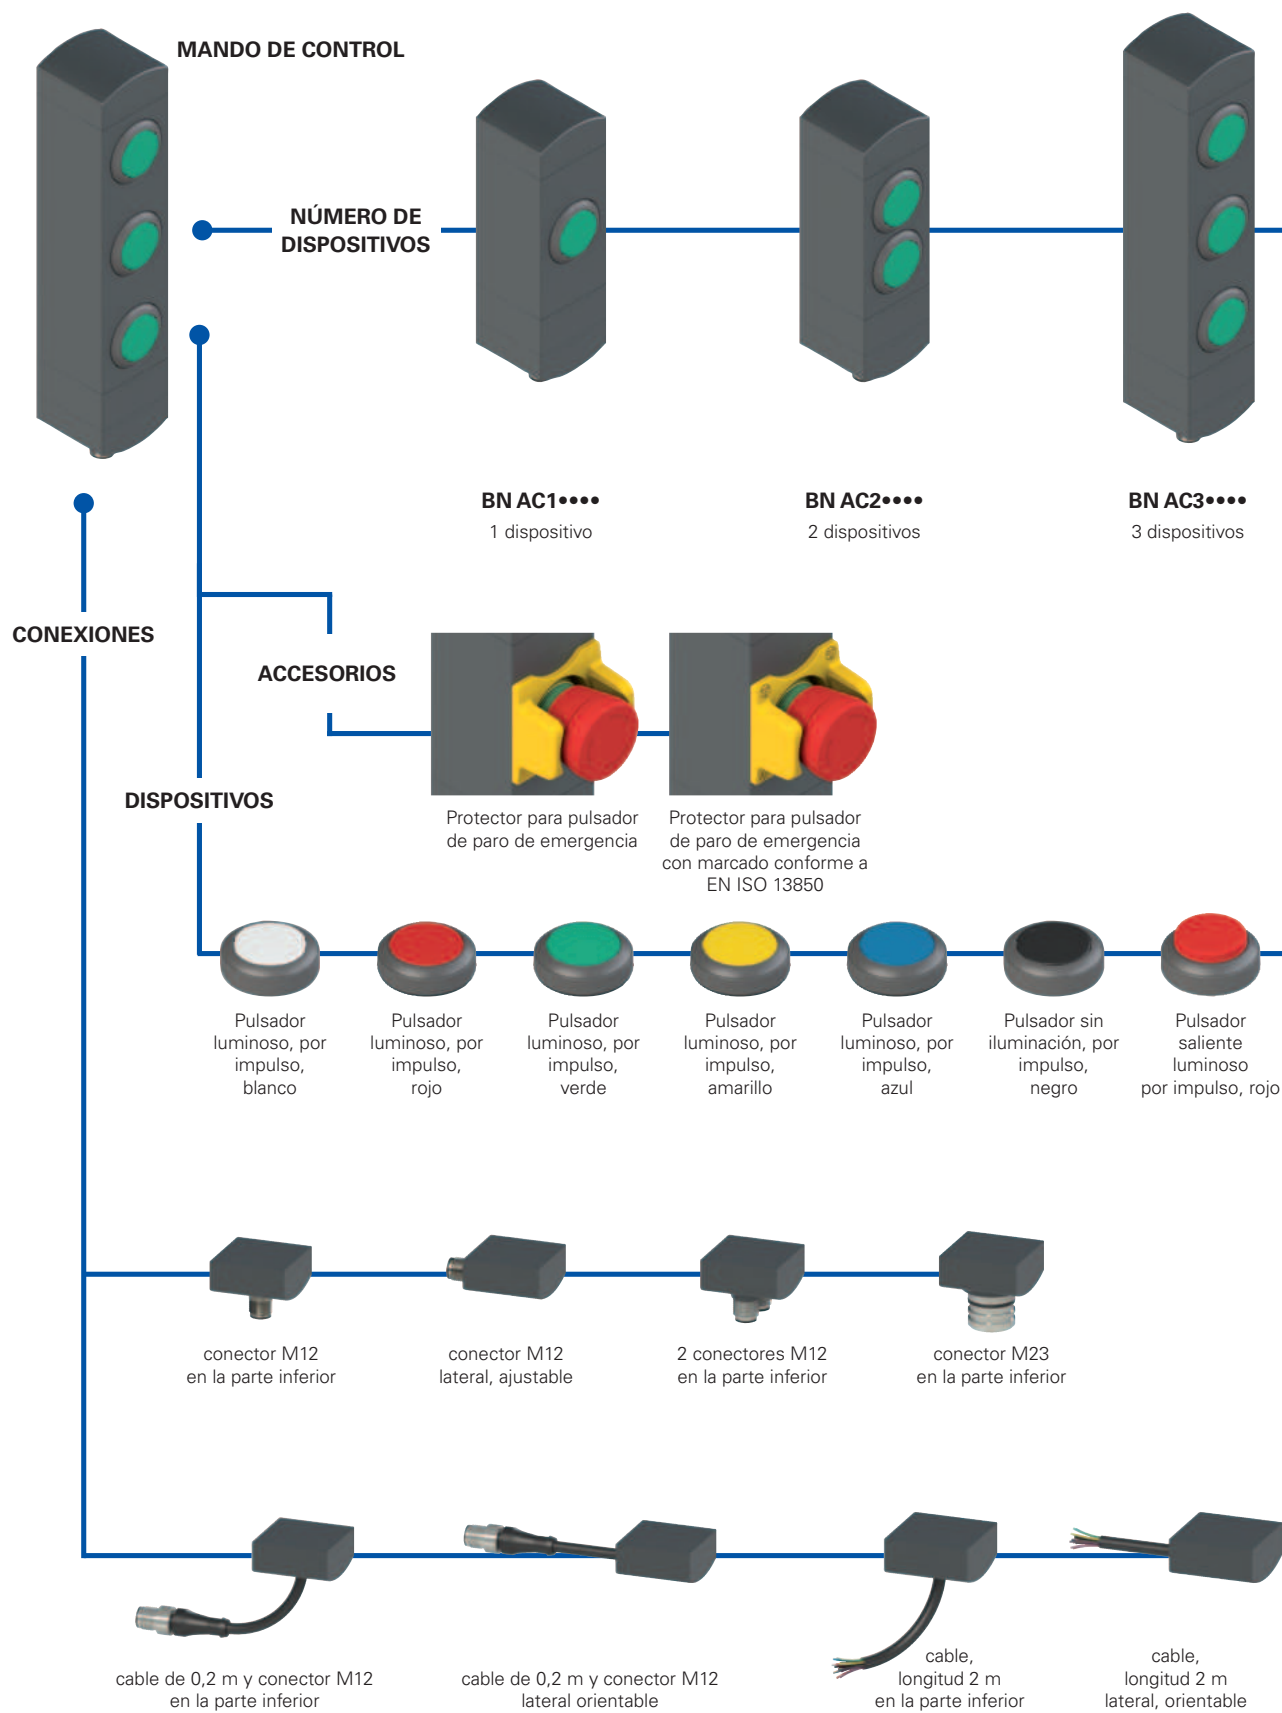 MANDO DE CONTROL
NÚMERO DE
DISPOSITIVOS
BN AC1••••
1 dispositivo
BN AC2••••
2 dispositivos
BN AC3••••
3 dispositivos
CONEXIONES
ACCESORIOS
DISPOSITIVOS
Protector para pulsador
de paro de emergencia
Protector para pulsador
de paro de emergencia
con marcado conforme a
EN ISO 13850
Pulsador
luminoso, por
impulso,
blanco
Pulsador
luminoso, por
impulso,
rojo
Pulsador
luminoso, por
impulso,
verde
Pulsador
luminoso, por
impulso,
amarillo
Pulsador
luminoso, por
impulso,
azul
Pulsador sin
iluminación, por
impulso,
negro
Pulsador
saliente
luminoso
por impulso, rojo
conector M12
en la parte inferior
conector M12
lateral, ajustable
2 conectores M12
en la parte inferior
conector M23
en la parte inferior
cable de 0,2 m y conector M12
en la parte inferior
cable de 0,2 m y conector M12
lateral orientable
cable,
longitud 2 m
en la parte inferior
cable,
longitud 2 m
lateral, orientable